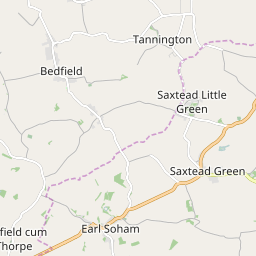 Tannington
Bedfield
Saxtead Little
Green
Saxtead Green
Earl Soham
field cum
Thorpe